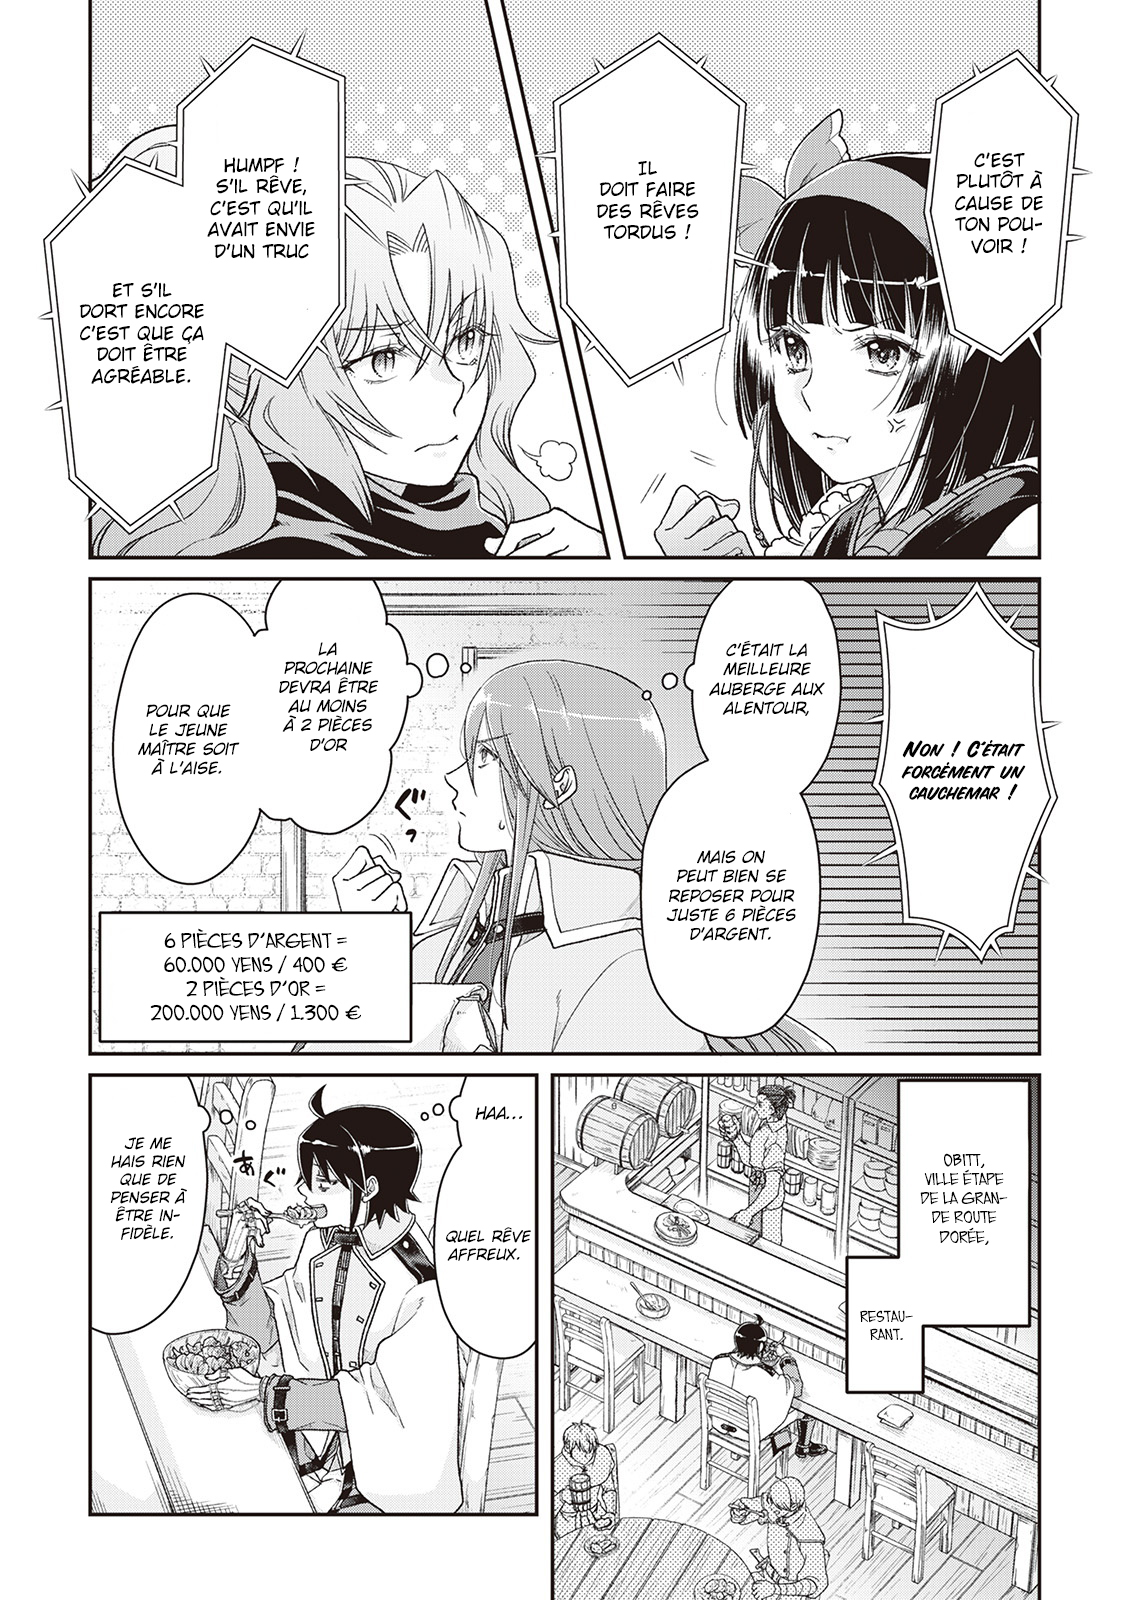 C'EST
PLUTÔT À
CAUSE DE
TON POU-
VOIR !
IL
DOIT FAIRE
DES RÊVES
TORDUS !
HUMPF !
S'IL RÊVE,
C'EST QU'IL
AVAIT ENVIE
D'UN TRUC
ET S'IL
DORT ENCORE
C'EST QUE ÇA
DOIT ÊTRE
AGRÉABLE.
NON ! C'ÉTAIT
FORCÉMENT UN
CAUCHEMAR !
C'ÉTAIT LA
MEILLEURE
AUBERGE AUX
ALENTOUR,
MAIS ON
PEUT BIEN SE
REPOSER POUR
JUSTE 6 PIÈCES
D'ARGENT.
LA
PROCHAINE
DEVRA ÊTRE
AU MOINS
À 2 PIÈCES
D'OR
POUR QUE
LE JEUNE
MAÎTRE SOIT
À L'AISE.
ぐっ
6 PIÈCES D'ARGENT =
60.000 YENS / 400 €
2 PIÈCES D'OR =
200.000 YENS / 1.300 €
OBITT,
VILLE ÉTAPE
DE LA GRAN-
DE ROUTE
DORÉE,
RESTAU-
RANT.
HAA...
QUEL RÊVE
AFFREUX.
JE ME
HAIS RIEN
QUE DE
PENSER À
ÊTRE IN-
FIDÈLE.
あぐ